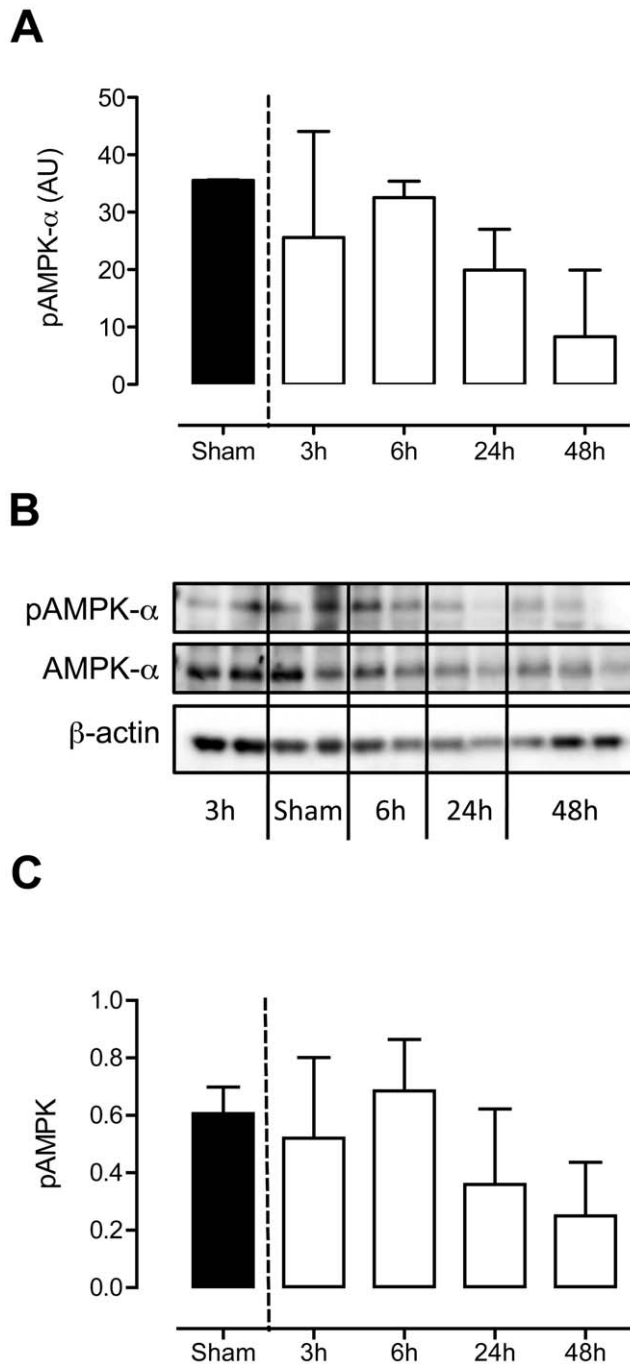 A
pAMPK-α (AU)
50
40
30
20
10
0
Sham 3h 6h 24h 48h
B
pAMPK-α
AMPK-α
β-actin
3h Sham 6h 24h 48h
C
pAMPK
1.0
0.8
0.6
0.4
0.2
0.0
Sham 3h 6h 24h 48h